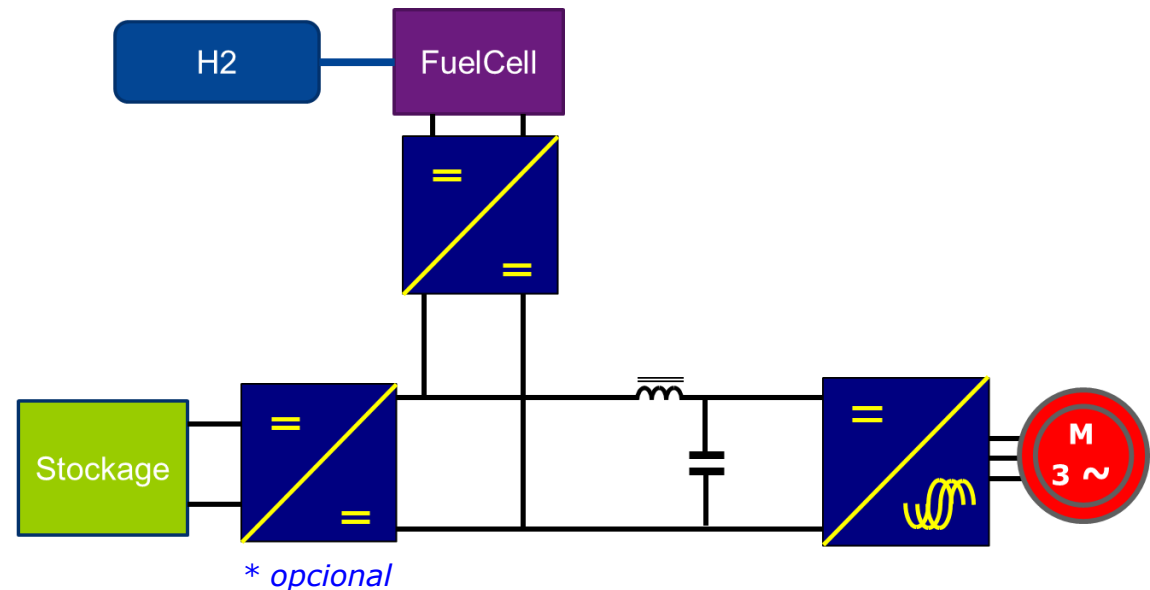 H2
FuelCell
=
=
Stockage
=
=
=
M
3 ~
* opcional